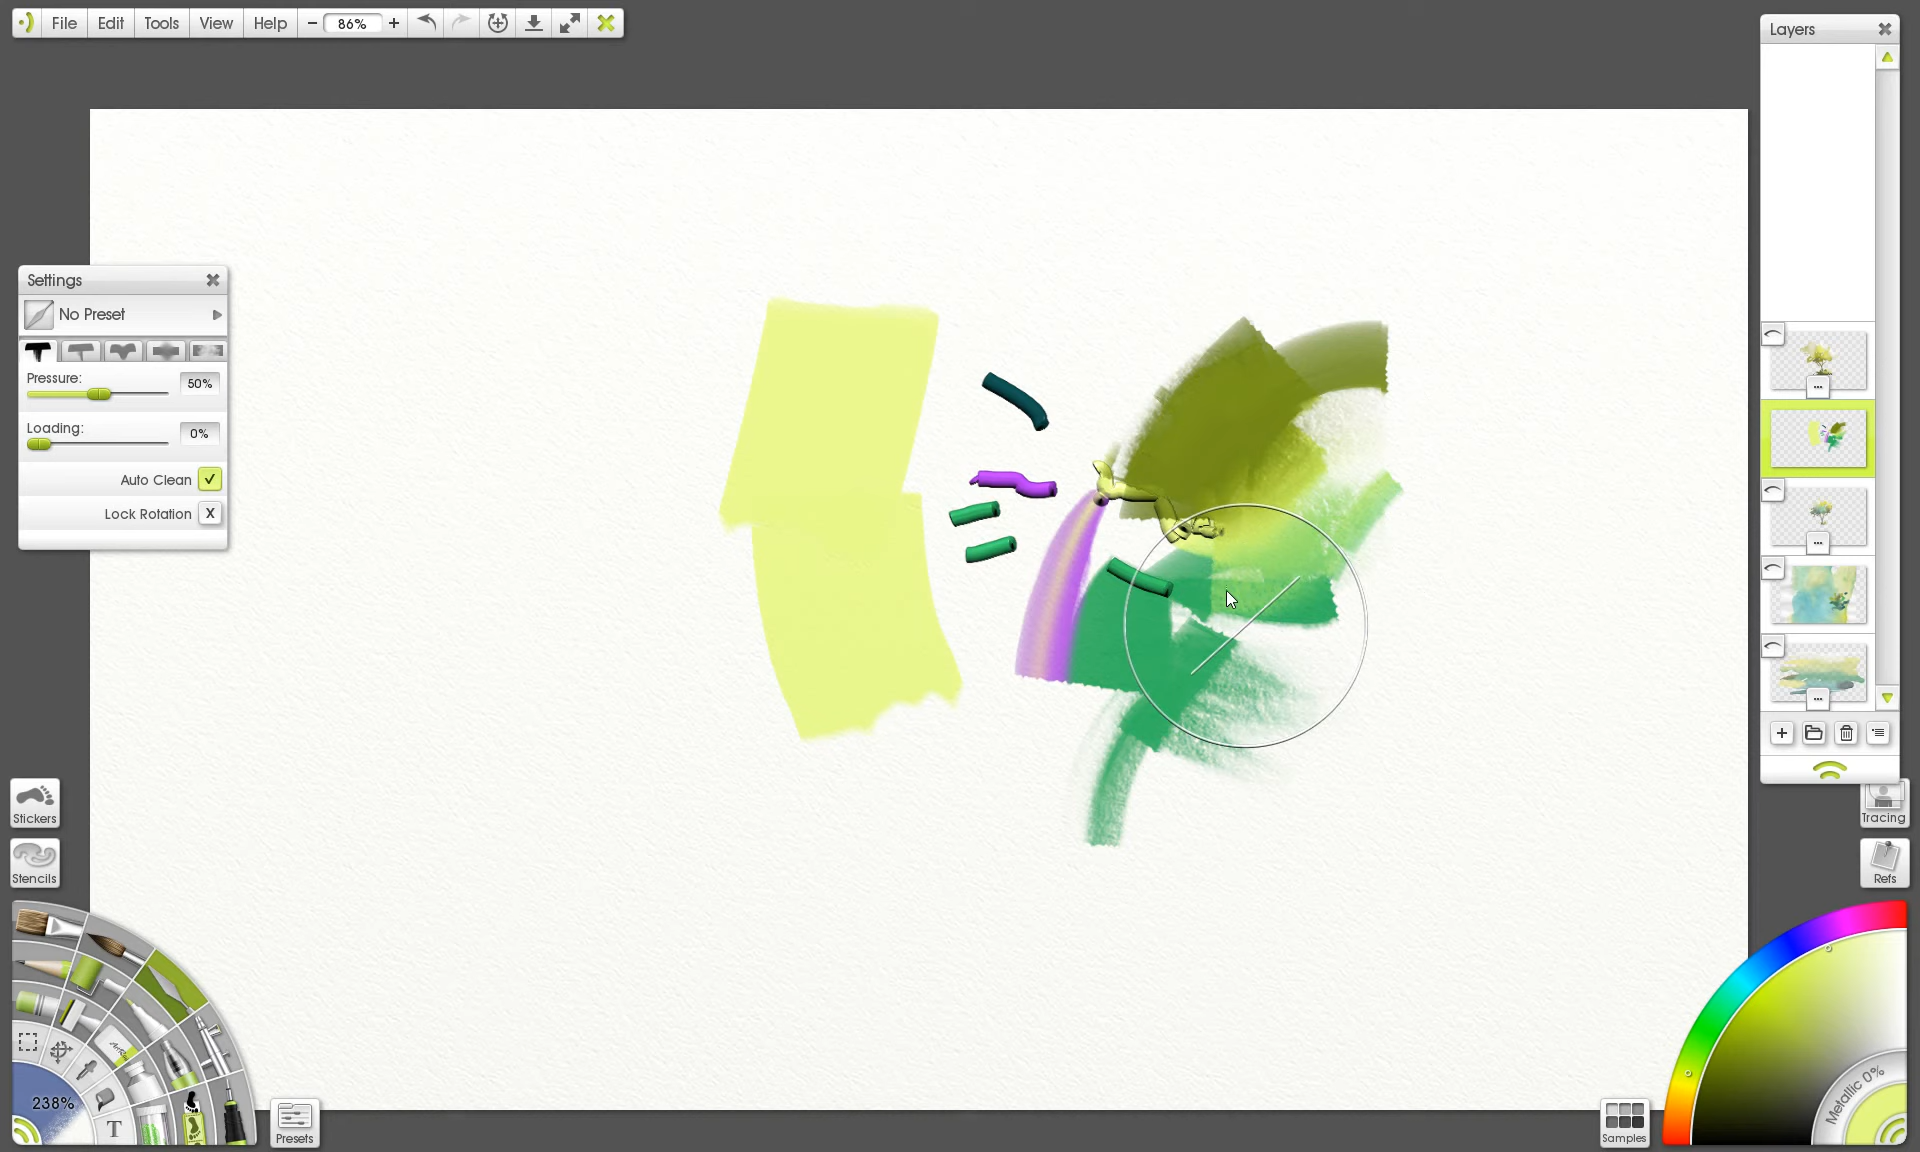 File Edit Tools View Help − 86% +
Layers
Settings
No Preset
Pressure:
50%
Loading:
0%
Auto Clean
Lock Rotation X
Stickers
Tracing
Stencils
Refs
238%
T
Presets
Samples
Metallic 0%